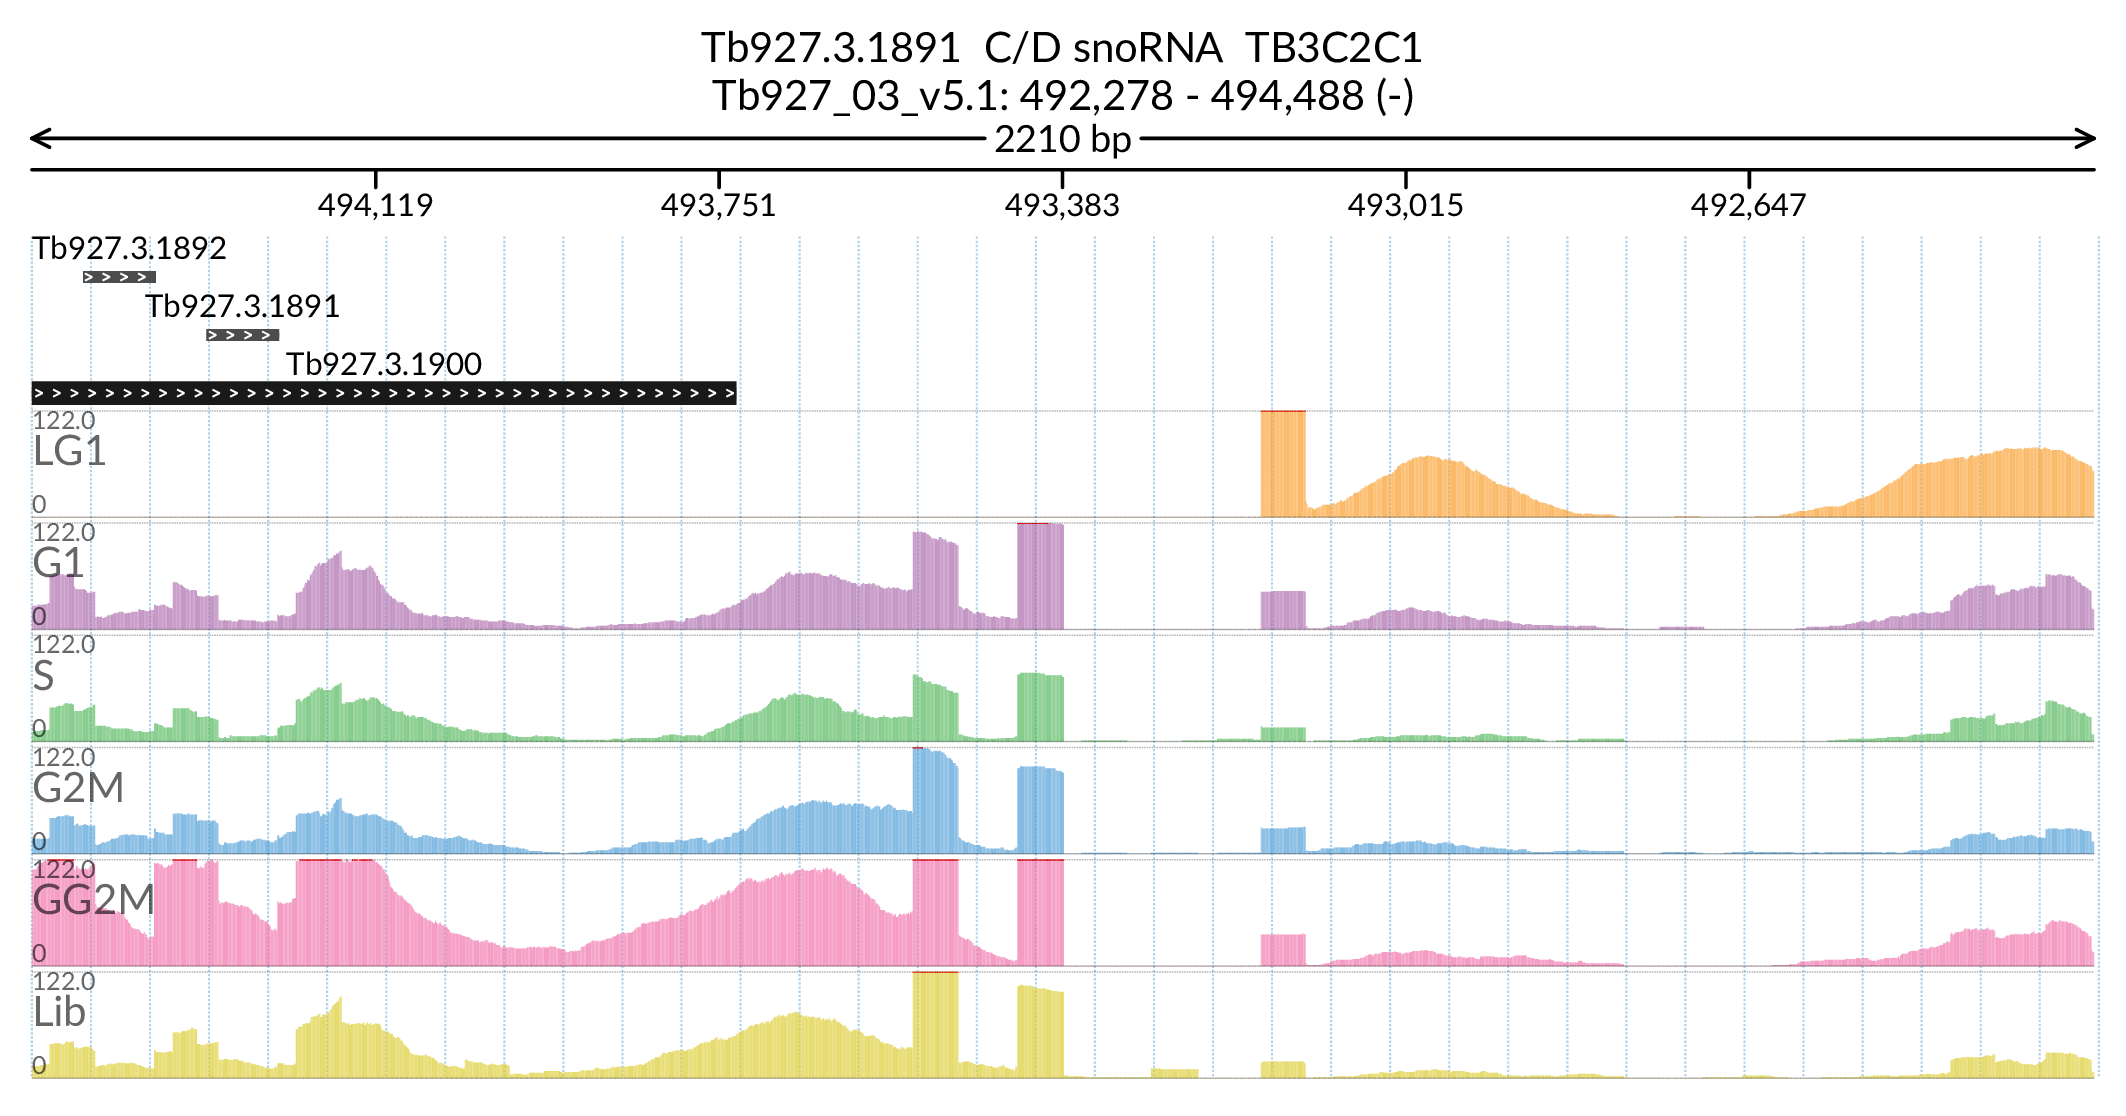 Tb927.3.1891  C/D snoRNA  TB3C2C1
Tb927_03_v5.1: 492,278 - 494,488 (-)
2210 bp
494,119 493,751 493,383 493,015 492,647
Tb927.3.1892
Tb927.3.1891
Tb927.3.1900
122.0
LG1
0
122.0
G1
0
122.0
S
0
122.0
G2M
0
122.0
GG2M
0
122.0
Lib
0